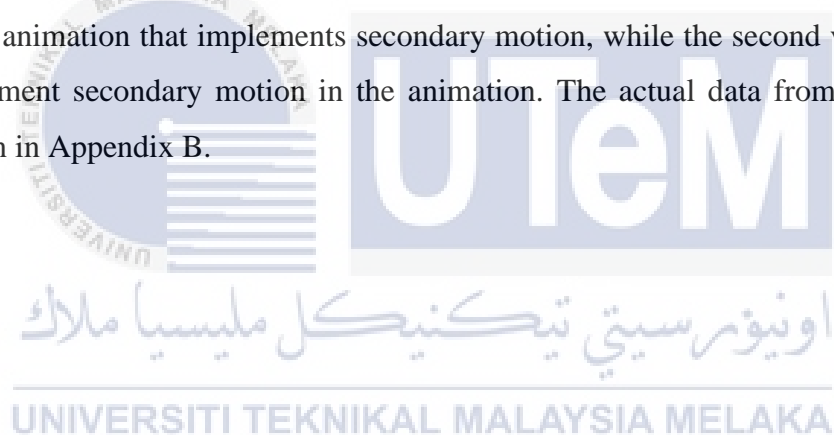 animation that implements secondary motion, while the second
ment secondary motion in the animation. The actual data from
in Appendix B.
UTeM
اونيۏرسيتي تيكنيكل مليسيا ملاك
UNIVERSITI TEKNIKAL MALAYSIA MELAKA